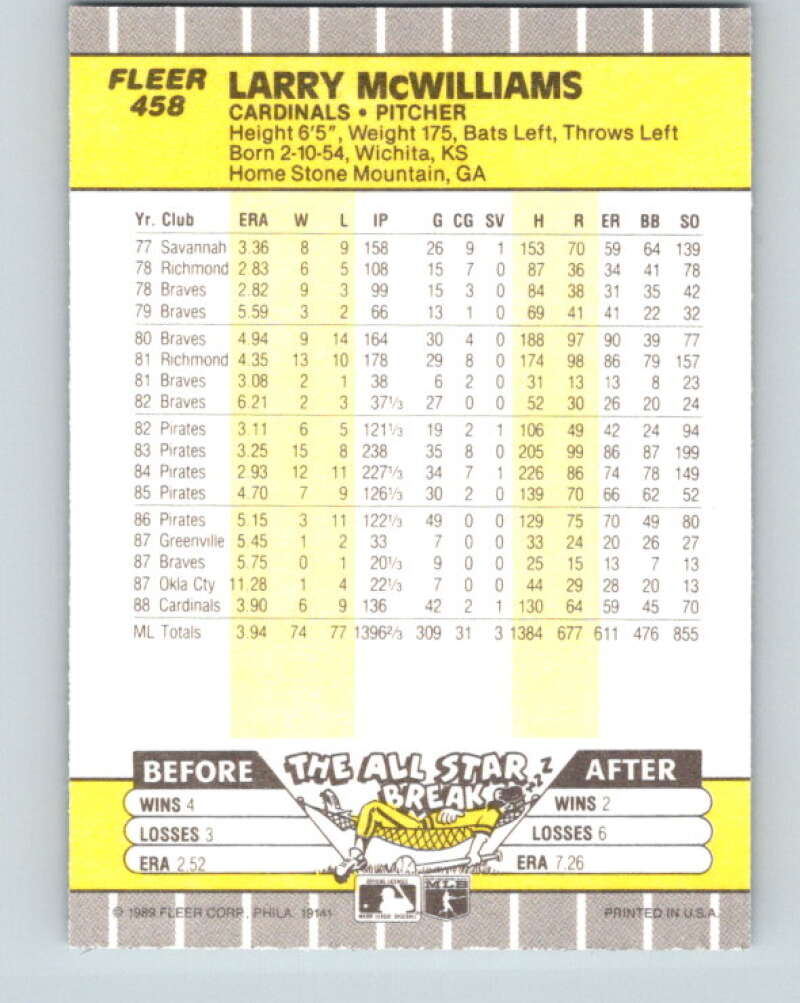 FLEER
458
LARRY McWILLIAMS
CARDINALS • PITCHER
Height 6'5", Weight 175, Bats Left, Throws Left
Born 2-10-54, Wichita, KS
Home Stone Mountain, GA
Yr. Club ERA W L IP G CG SV H R ER BB SO
77 Savannah 3.36 8 9 158 26 9 1 153 70 59 64 139
78 Richmond 2.83 6 5 108 15 7 0 87 36 34 41 78
78 Braves 2.82 9 3 99 15 3 0 84 38 31 35 42
79 Braves 5.59 3 2 66 13 1 0 69 41 41 22 32
80 Braves 4.94 9 14 164 30 4 0 188 97 90 39 77
81 Richmond 4.35 13 10 178 29 8 0 174 98 86 79 157
81 Braves 3.08 2 1 38 6 2 0 31 13 13 8 23
82 Braves 6.21 2 3 37⅓ 27 0 0 52 30 26 20 24
82 Pirates 3.11 6 5 121⅓ 19 2 1 106 49 42 24 94
83 Pirates 3.25 15 8 238 35 8 0 205 99 86 87 199
84 Pirates 2.93 12 11 227⅓ 34 7 1 226 86 74 78 149
85 Pirates 4.70 7 9 126⅓ 30 2 0 139 70 66 62 52
86 Pirates 5.15 3 11 122⅓ 49 0 0 129 75 70 49 80
87 Greenville 5.45 1 2 33 7 0 0 33 24 20 26 27
87 Braves 5.75 0 1 20⅓ 9 0 0 25 15 13 7 13
87 Okla Cty 11.28 1 4 22⅓ 7 0 0 44 29 28 20 13
88 Cardinals 3.90 6 9 136 42 2 1 130 64 59 45 70
ML Totals 3.94 74 77 1396⅔ 309 31 3 1384 677 611 476 855
BEFORE THE ALL STAR BREAK ZZZ AFTER
WINS 4 WINS 2
LOSSES 3 LOSSES 6
ERA 2.52 ERA 7.26
MLB
© 1989 FLEER CORP., PHILA. 19141 PRINTED IN U.S.A.